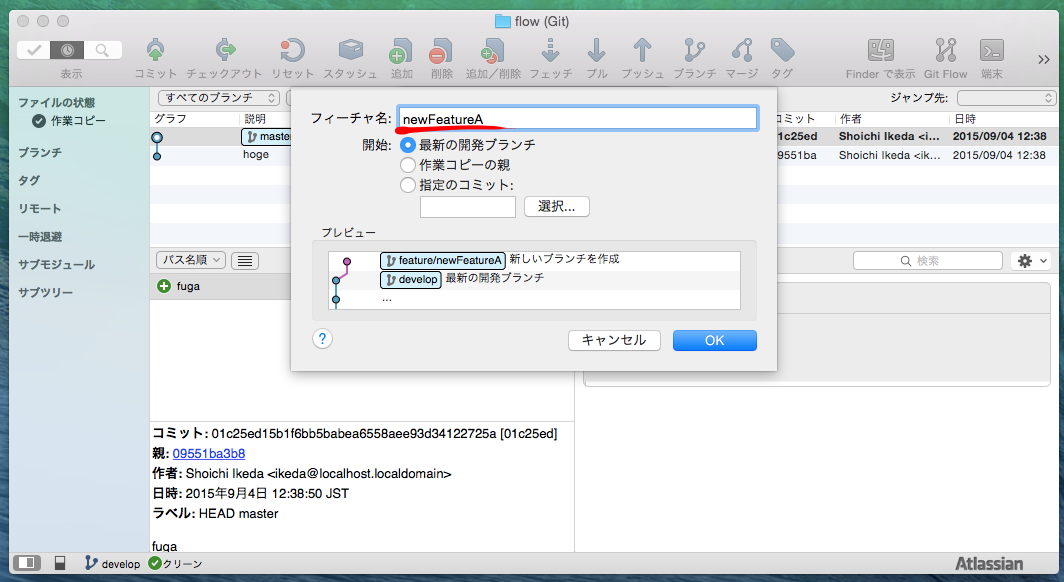 flow (Git)
表示
コミット
チェックアウト
リセット
スタッシュ
追加
削除
追加／削除
フェッチ
プル
プッシュ
ブランチ
マージ
タグ
Finder で表示
Git Flow
端末
ファイルの状態
作業コピー
ブランチ
タグ
リモート
一時退避
サブモジュール
サブツリー
すべてのブランチ
ジャンプ先:
グラフ
説明
コミット
作者
日時
maste
1c25ed
Shoichi Ikeda <i...
2015/09/04 12:38
hoge
9551ba
Shoichi Ikeda <ik...
2015/09/04 12:38
フィーチャ名:
newFeatureA
開始:
最新の開発ブランチ
作業コピーの親
指定のコミット:
選択...
プレビュー
feature/newFeatureA 新しいブランチを作成
develop 最新の開発ブランチ
...
?
キャンセル
OK
パス名順
検索
fuga
コミット: 01c25ed15b1f6bb5babea6558aee93d34122725a [01c25ed]
親: 09551ba3b8
作者: Shoichi Ikeda <ikeda@localhost.localdomain>
日時: 2015年9月4日 12:38:50 JST
ラベル: HEAD master
fuga
develop
クリーン
Atlassian